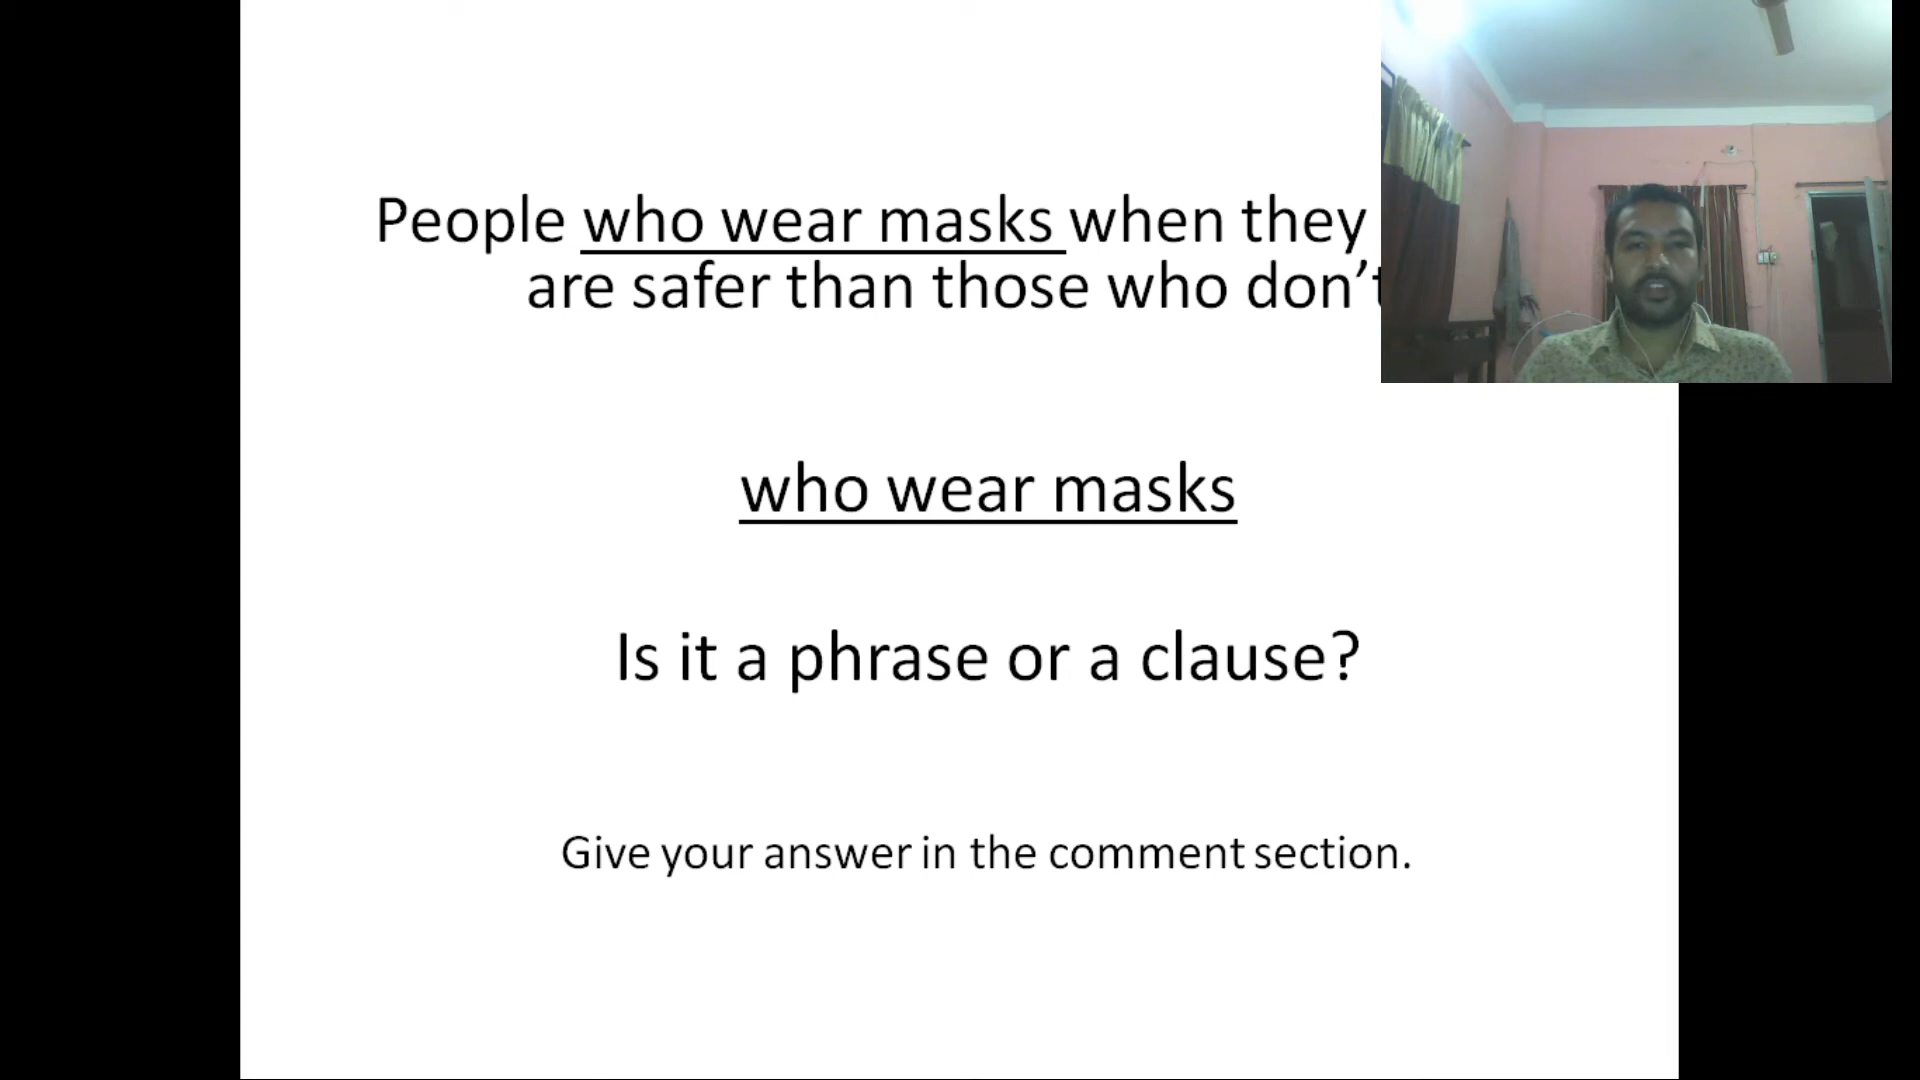 People who wear masks when they
are safer than those who don’t
who wear masks
Is it a phrase or a clause?
Give your answer in the comment section.